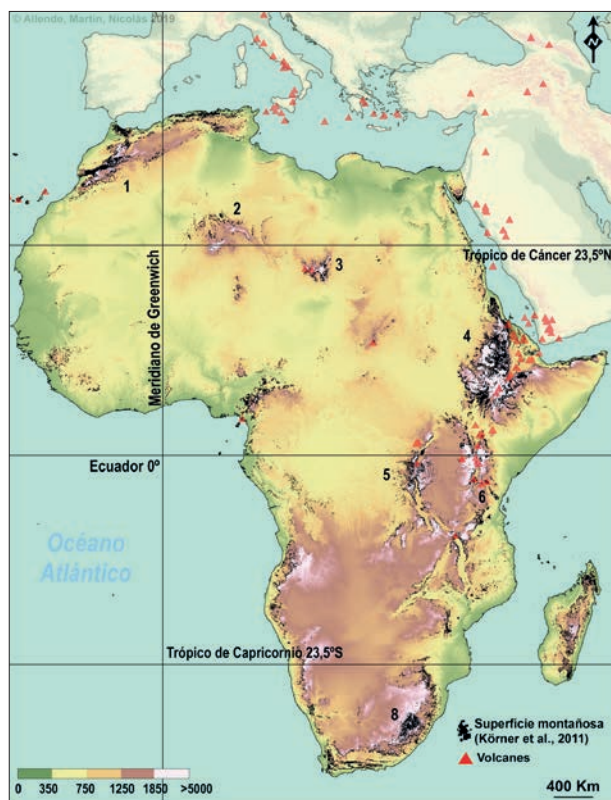 © Allende, Martin, Nicolás 2019
N
1
2
Meridiano de Greenwich
Trópico de Cáncer 23,5ºN
3
4
Ecuador 0º
5
6
Océano
Atlántico
Trópico de Capricornio 23,5ºS
8
Superficie montañosa
(Körner et al., 2011)
Volcanes
0 350 750 1250 1850 >5000
400 Km